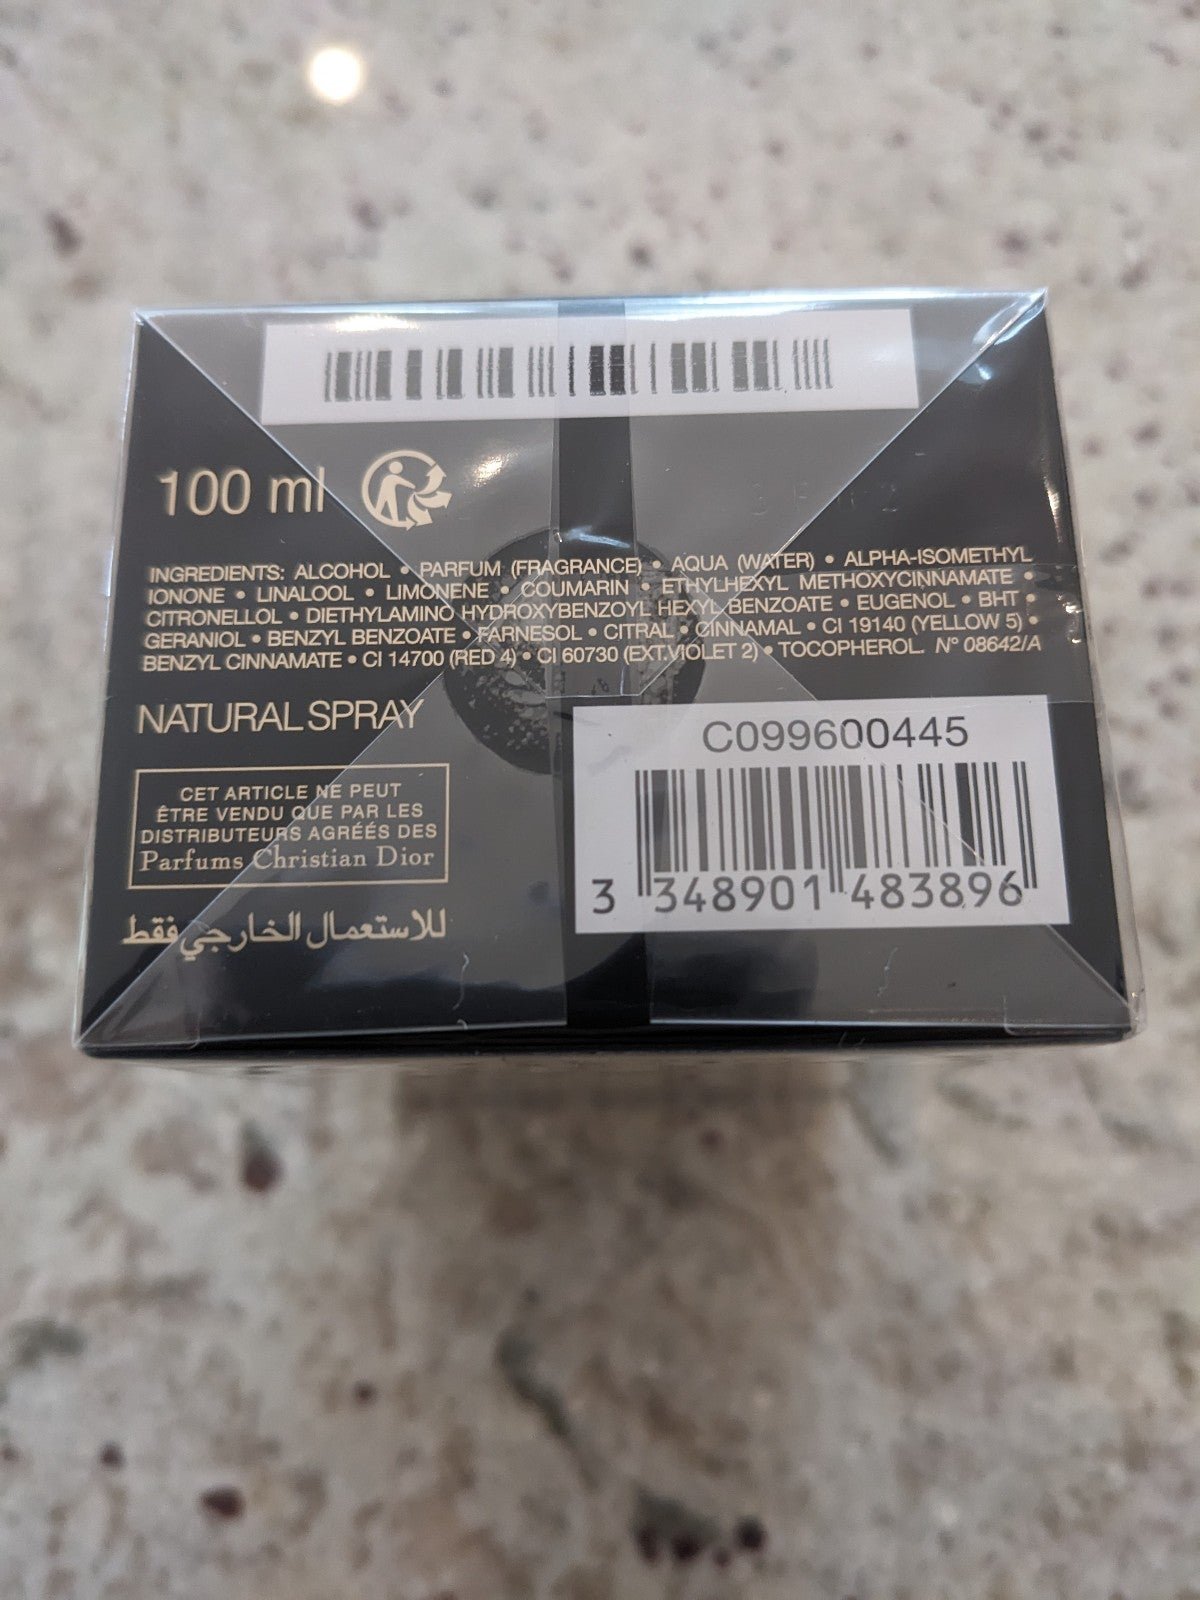 100 ml
INGREDIENTS: ALCOHOL • PARFUM (FRAGRANCE) • AQUA (WATER) • ALPHA-ISOMETHYL
IONONE • LINALOOL • LIMONENE • COUMARIN • ETHYLHEXYL METHOXYCINNAMATE •
CITRONELLOL • DIETHYLAMINO HYDROXYBENZOYL HEXYL BENZOATE • EUGENOL • BHT •
GERANIOL • BENZYL BENZOATE • FARNESOL • CITRAL • CINNAMAL • CI 19140 (YELLOW 5) •
BENZYL CINNAMATE • CI 14700 (RED 4) • CI 60730 (EXT.VIOLET 2) • TOCOPHEROL. N° 08642/A
NATURAL SPRAY
CET ARTICLE NE PEUT
ÊTRE VENDU QUE PAR LES
DISTRIBUTEURS AGRÉÉS DES
Parfums Christian Dior
للاستعمال الخارجي فقط
C099600445
3 348901 483896